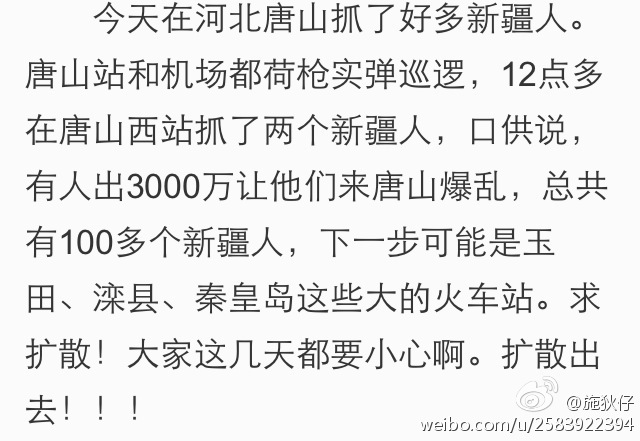 今天在河北唐山抓了好多新疆人。
唐山站和机场都荷枪实弹巡逻，12点多
在唐山西站抓了两个新疆人，口供说，
有人出3000万让他们来唐山爆乱，总共
有100多个新疆人，下一步可能是玉
田、滦县、秦皇岛这些大的火车站。求
扩散！大家这几天都要小心啊。扩散出
去！！！
@施狄仔
weibo.com/u/2583922394